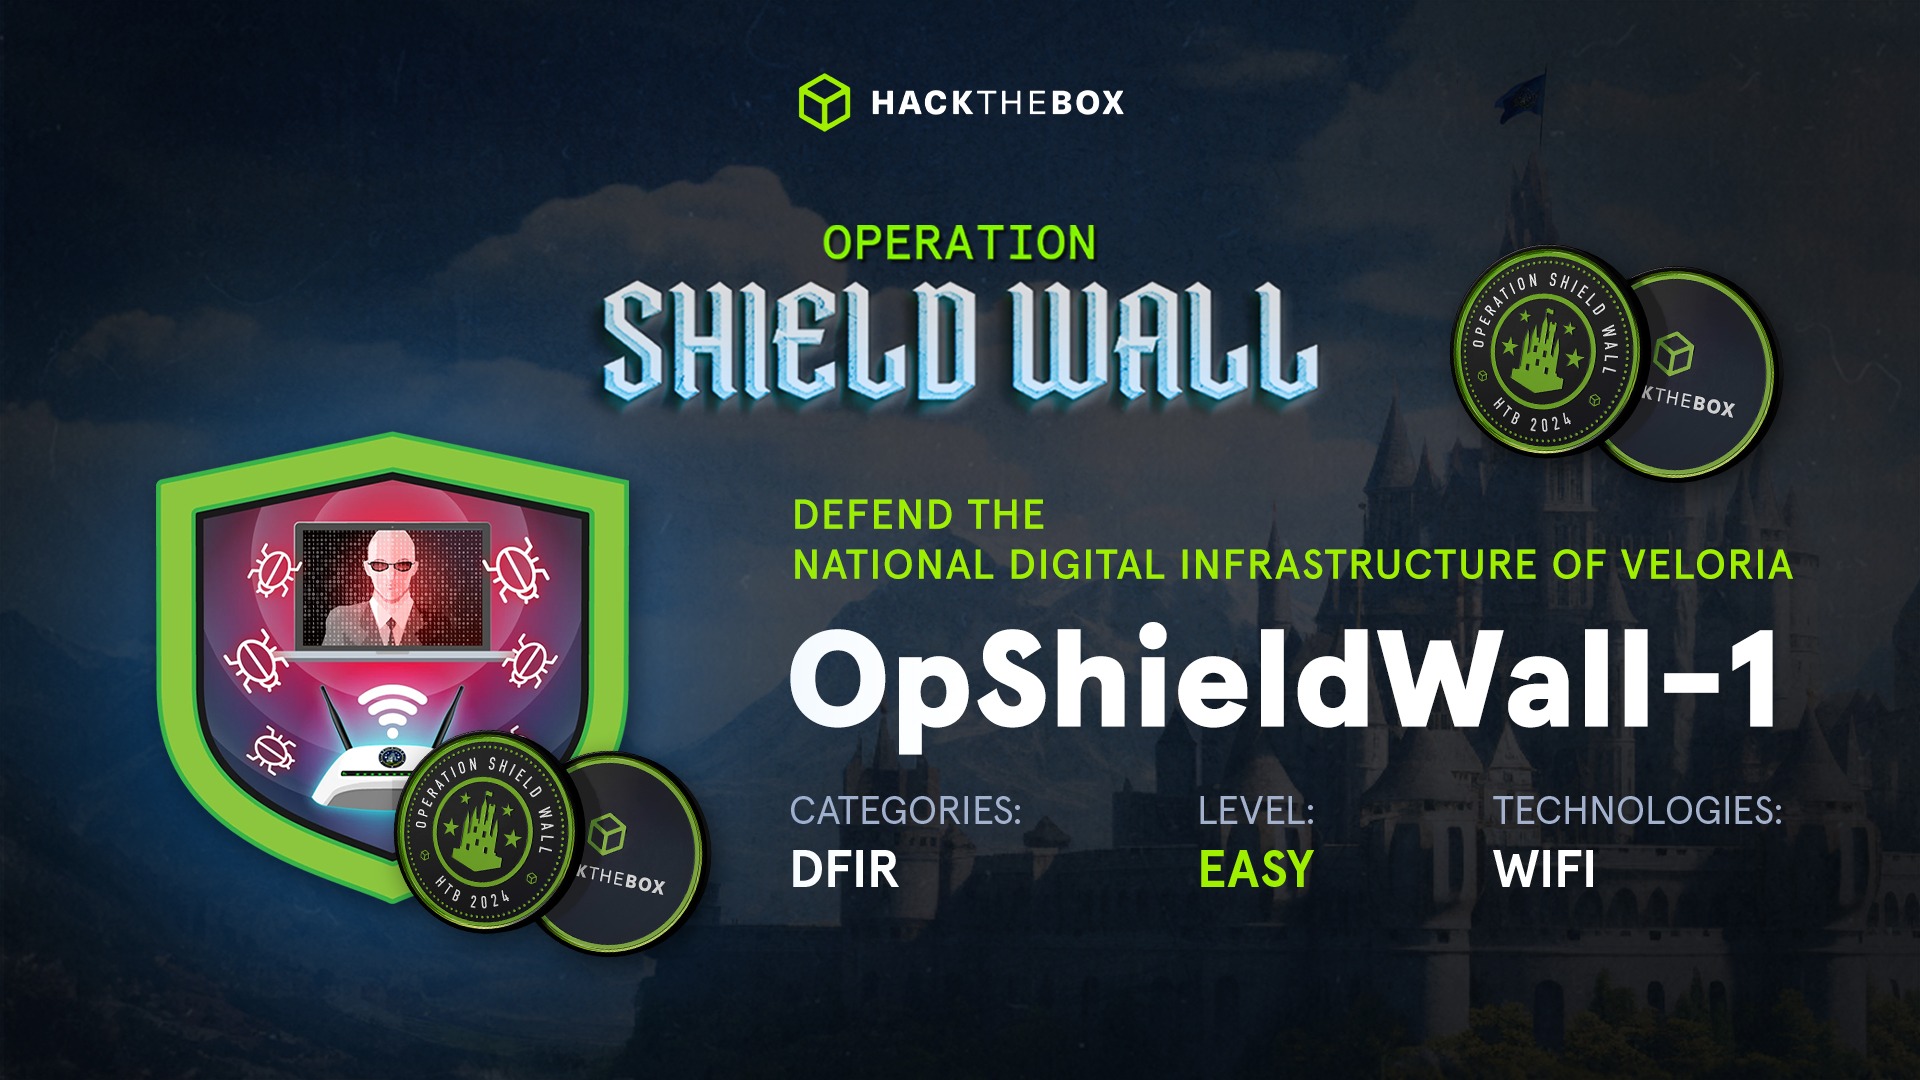 HACKTHEBOX
OPERATION
SHIELD WALL
OPERATION SHIELD WALL
HTB 2024
KTHEBOX
DEFEND THE
NATIONAL DIGITAL INFRASTRUCTURE OF VELORIA
OpShieldWall-1
CATEGORIES:
DFIR
LEVEL:
EASY
TECHNOLOGIES:
WIFI
OPERATION SHIELD WALL
HTB 2024
KTHEBOX